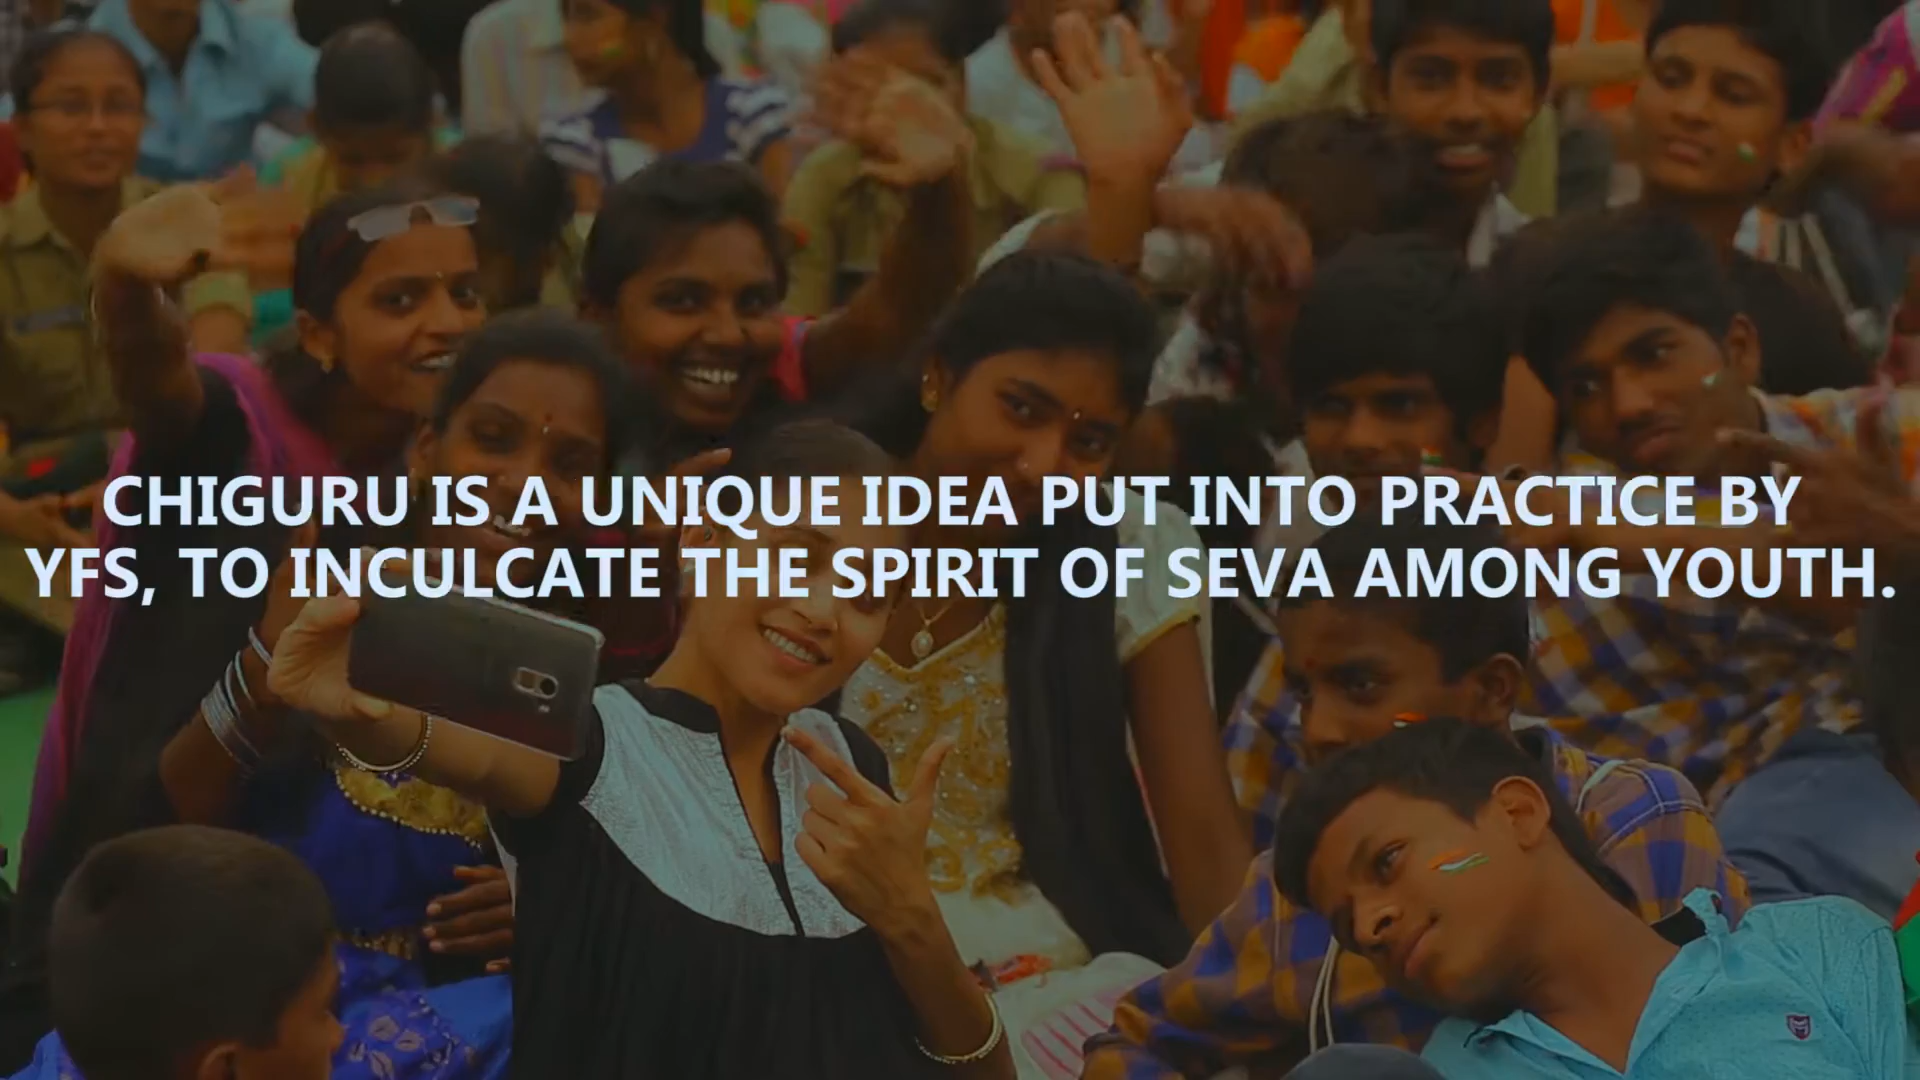 CHIGURU IS A UNIQUE IDEA PUT INTO PRACTICE BY
YFS, TO INCULCATE THE SPIRIT OF SEVA AMONG YOUTH.